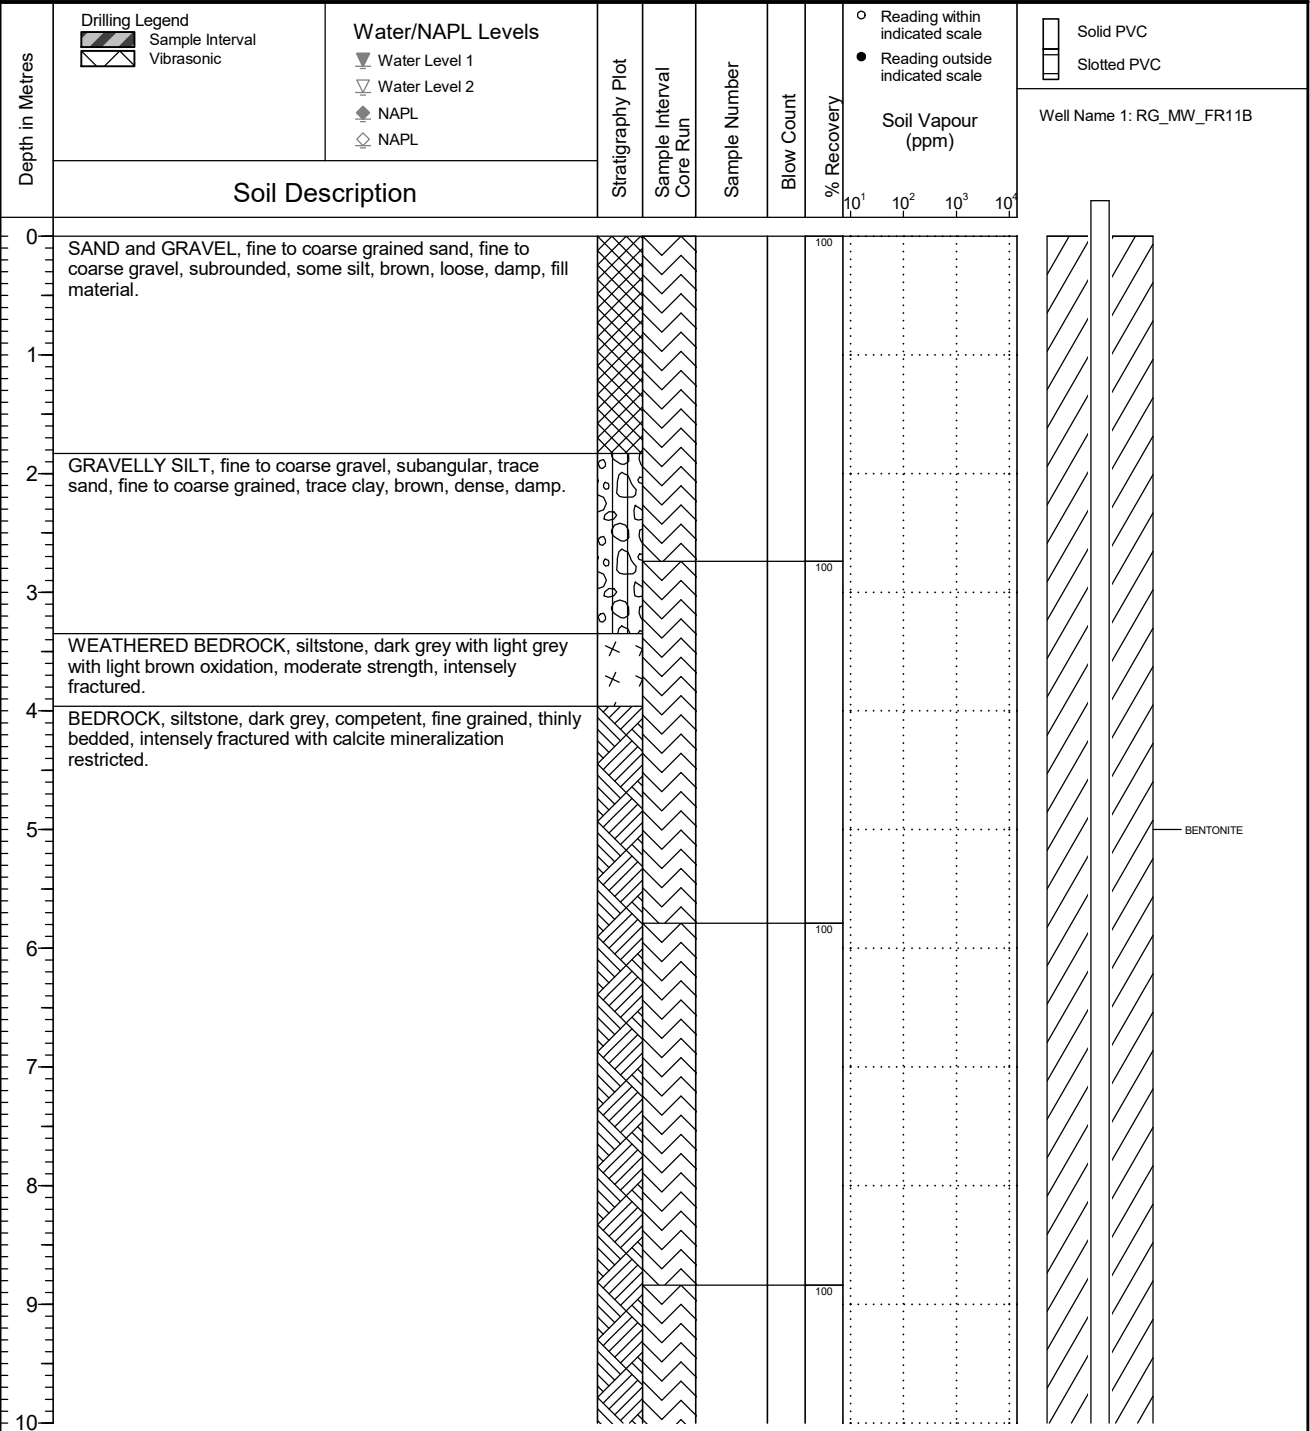 Depth in Metres
Drilling Legend
Sample Interval
Vibrasonic
Water/NAPL Levels
Water Level 1
Water Level 2
NAPL
NAPL
Soil Description
Stratigraphy Plot
Sample Interval
Core Run
Sample Number
Blow Count
% Recovery
Reading within
indicated scale
Reading outside
indicated scale
Soil Vapour
(ppm)
10¹ 10² 10³ 10⁴
Solid PVC
Slotted PVC
Well Name 1: RG_MW_FR11B
0
SAND and GRAVEL, fine to coarse grained sand, fine to
coarse gravel, subrounded, some silt, brown, loose, damp, fill
material.
100
1
GRAVELLY SILT, fine to coarse gravel, subangular, trace
sand, fine to coarse grained, trace clay, brown, dense, damp.
2
100
3
WEATHERED BEDROCK, siltstone, dark grey with light grey
with light brown oxidation, moderate strength, intensely
fractured.
4
BEDROCK, siltstone, dark grey, competent, fine grained, thinly
bedded, intensely fractured with calcite mineralization
restricted.
5
BENTONITE
100
6
7
8
100
9
10